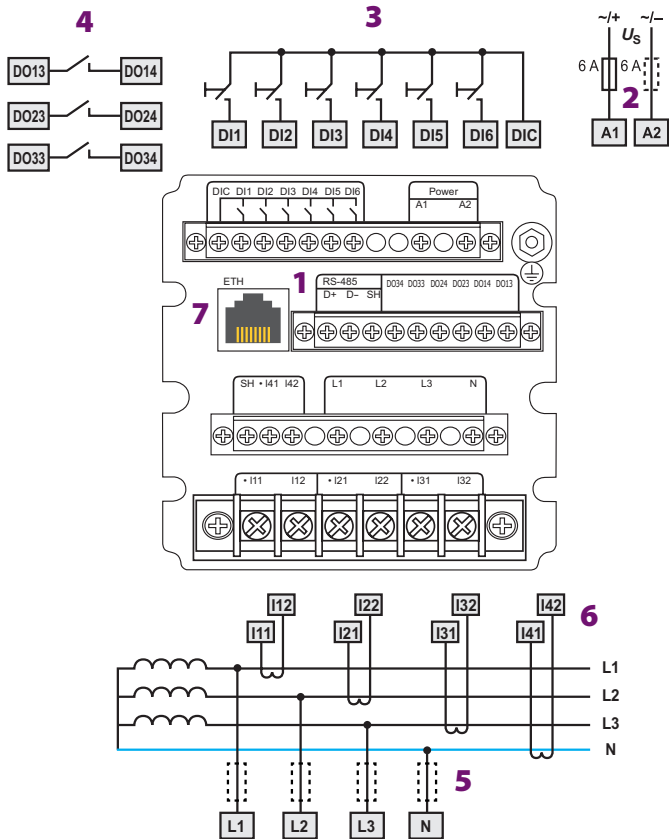 4
3
~/+
~/–
US
6 A
6 A
2
DO13
DO14
DO23
DO24
DO33
DO34
DI1
DI2
DI3
DI4
DI5
DI6
DIC
A1
A2
DIC DI1 DI2 DI3 DI4 DI5 DI6
Power
A1 A2
ETH
1
RS-485
D+ D– SH
DO34 DO33 DO24 DO23 DO14 DO13
7
SH • I41 I42
L1 L2 L3 N
• I11 I12 • I21 I22 • I31 I32
I12
I22
I32
I42
6
I11
I21
I31
I41
L1
L2
L3
N
5
L1
L2
L3
N